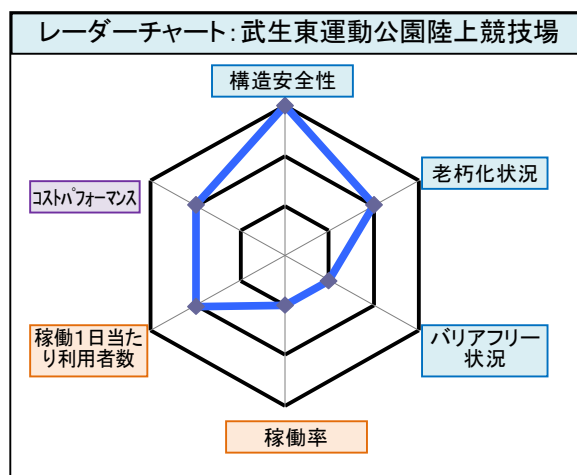 レーダーチャート：武生東運動公園陸上競技場
構造安全性
老朽化状況
バリアフリー
状況
稼働率
稼働１日当た
り利用者数
ｺｽﾄﾊﾟﾌｫｰﾏﾝｽ